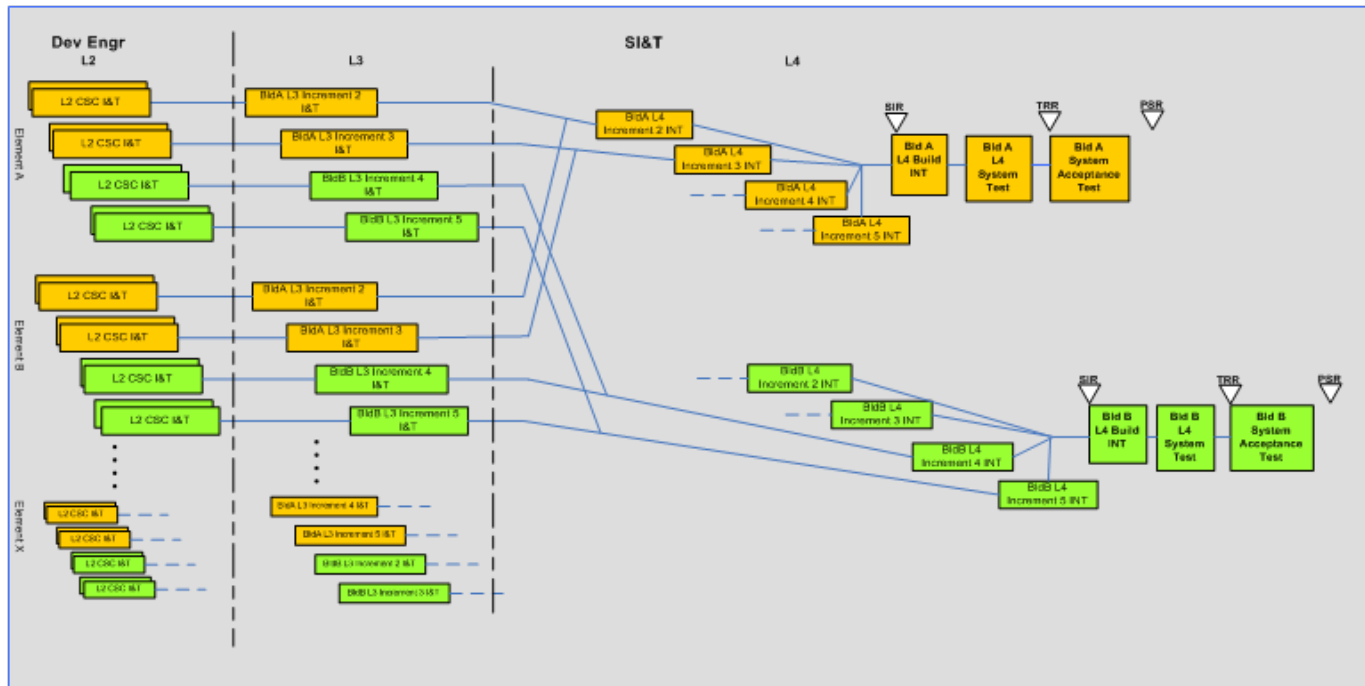 Dev Engr
SI&T
L2
L3
L4
Element A
L2 CSC I&T
L2 CSC I&T
L2 CSC I&T
L2 CSC I&T
BldA L3 Increment 2
I&T
BldA L3 Increment 3
I&T
BldB L3 Increment 4
I&T
BldB L3 Increment 5
I&T
BldA L4
Increment 2 INT
BldA L4
Increment 3 INT
BldA L4
Increment 4 INT
BldA L4
Increment 5 INT
SIR
TRR
PSR
Bld A
L4 Build
INT
Bld A
L4
System
Test
Bld A
System
Acceptance
Test
Element B
L2 CSC I&T
L2 CSC I&T
L2 CSC I&T
L2 CSC I&T
BldA L3 Increment 2
I&T
BldA L3 Increment 3
I&T
BldB L3 Increment 4
I&T
BldB L3 Increment 5
I&T
BldB L4
Increment 2 INT
BldB L4
Increment 3 INT
BldB L4
Increment 4 INT
BldB L4
Increment 5 INT
SIR
TRR
PSR
Bld B
L4 Build
INT
Bld B
L4
System
Test
Bld B
System
Acceptance
Test
Element X
L2 CSC I&T
L2 CSC I&T
L2 CSC I&T
L2 CSC I&T
BldA L3 Increment 4 I&T
BldA L3 Increment 5 I&T
BldB L3 Increment 2 I&T
BldB L3 Increment 3 I&T